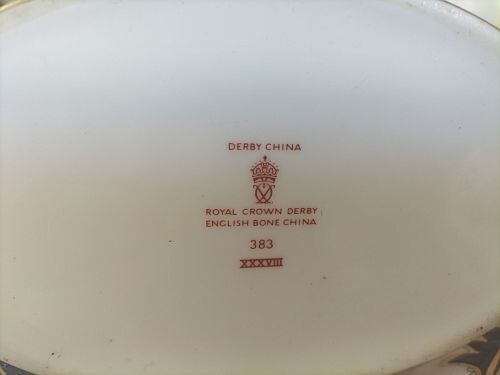 DERBY CHINA
ROYAL CROWN DERBY
ENGLISH BONE CHINA
383
XXXVIII